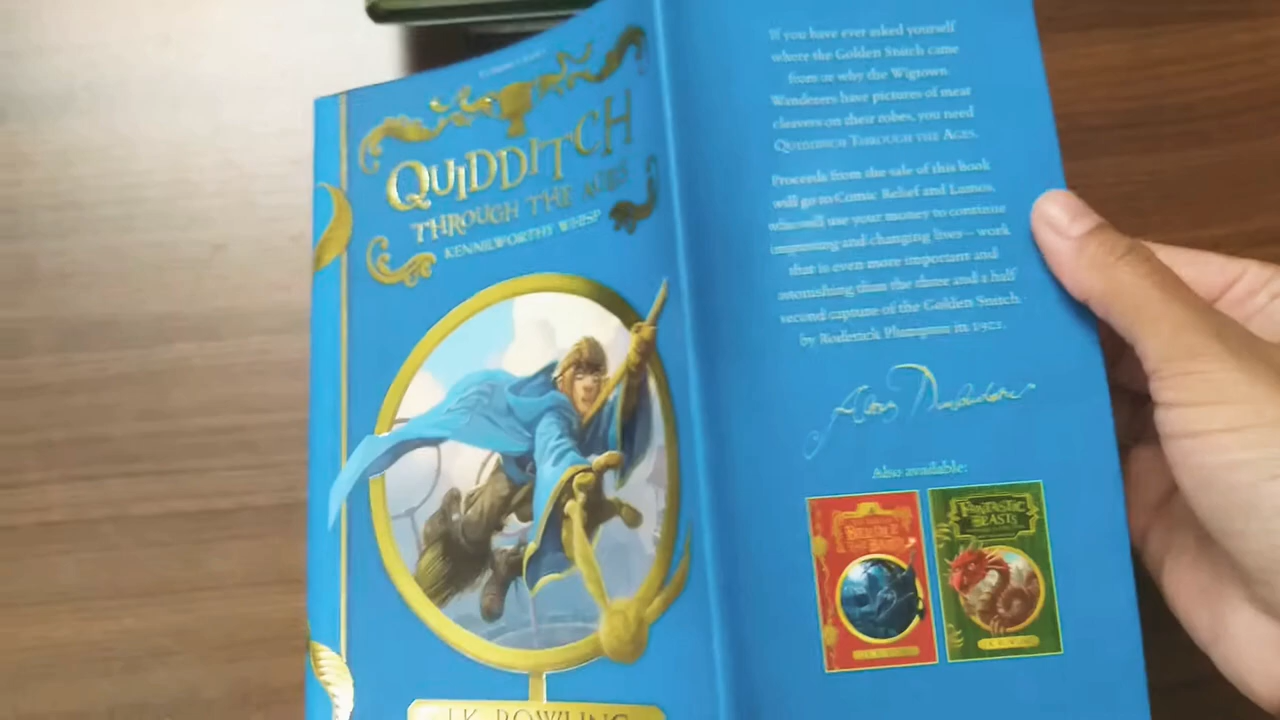 QUIDDITCH
THROUGH THE AGES
KENNILWORTHY WHISP
J.K. ROWLING
If you have ever asked yourself
where the Golden Snitch came
from or why the Wigtown
Wanderers have pictures of meat
cleavers on their robes, you need
QUIDDITCH THROUGH THE AGES.
Proceeds from the sale of this book
will go to Comic Relief and Lumos,
who will use your money to continue
improving and changing lives – work
that is even more important and
astonishing than the three and a half
second capture of the Golden Snitch
by Roderick Plumpton in 1921.
Albus Dumbledore
Also available:
BEEDLE
BARD
FANTASTIC
BEASTS